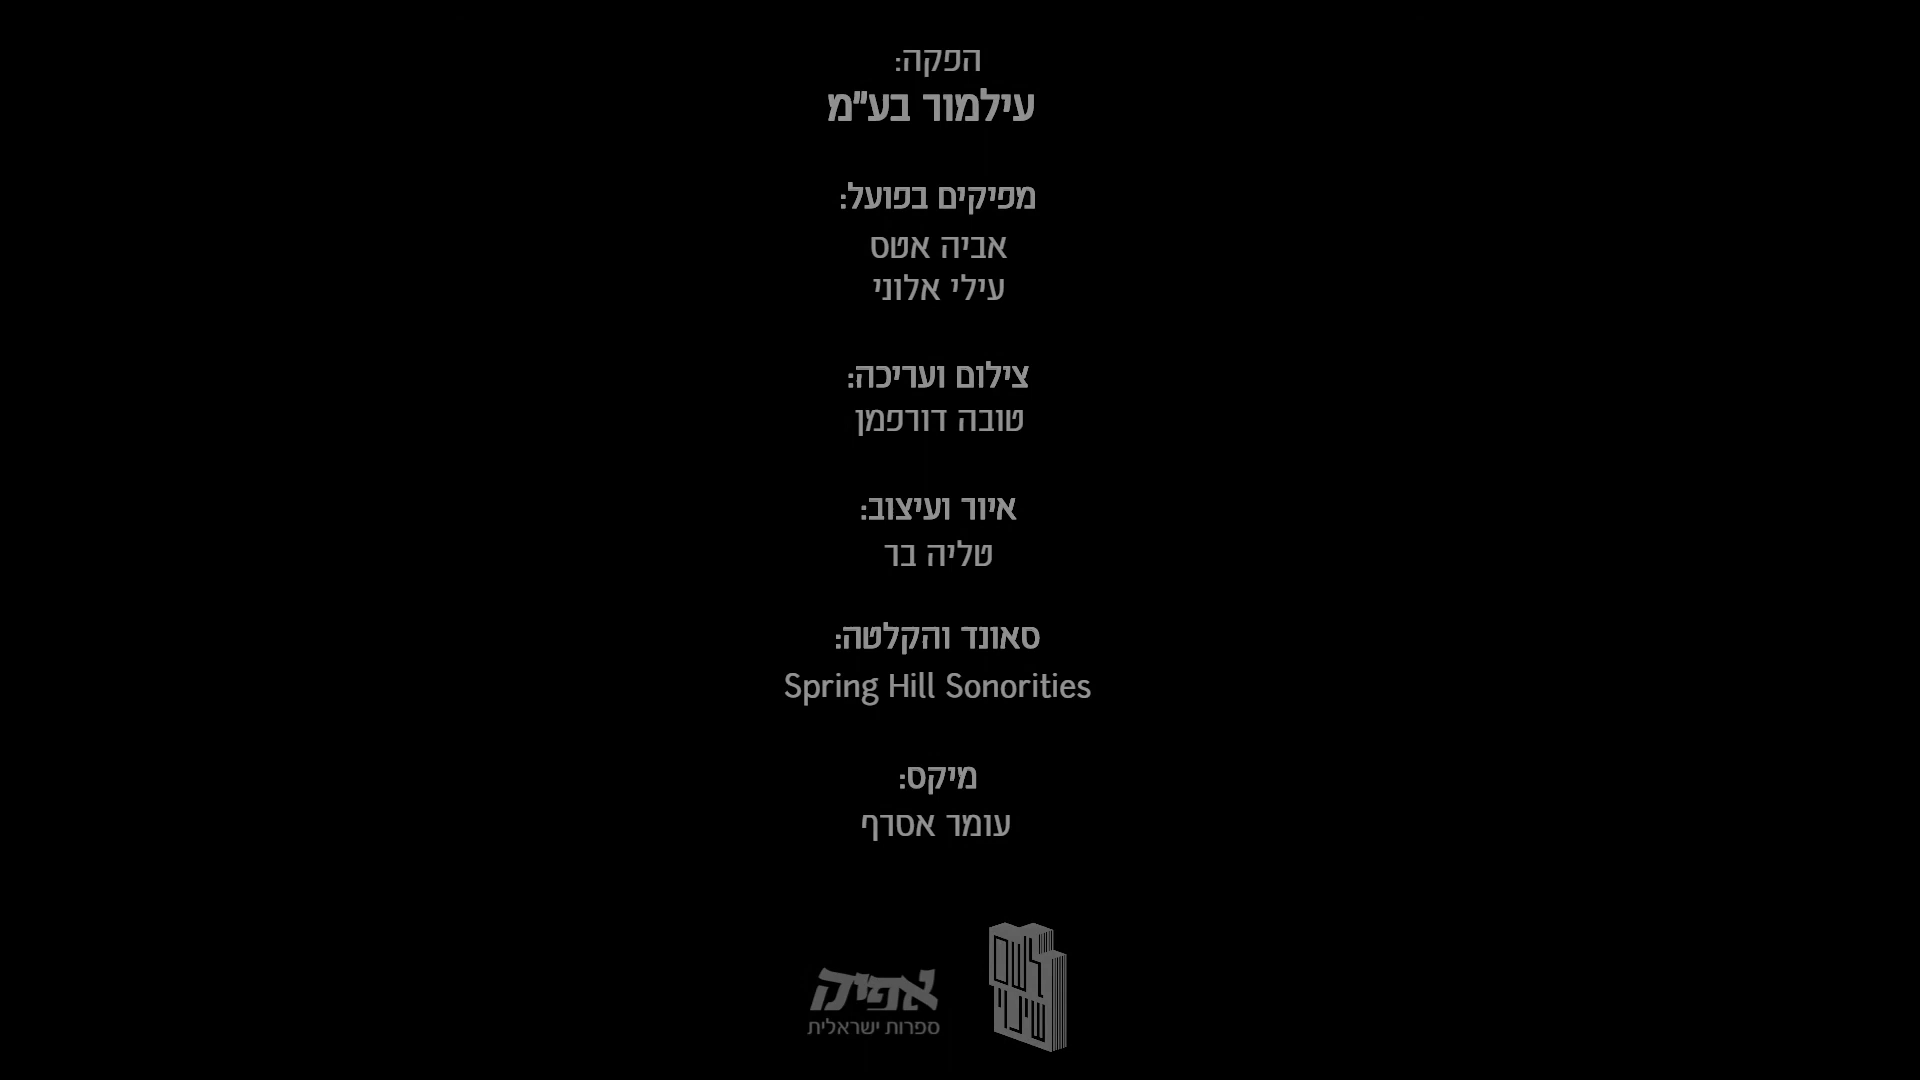 הפקה:
עילמור בע"מ
מפיקים בפועל:
אביה אטס
עילי אלוני
צילום ועריכה:
טובה דורפמן
איור ועיצוב:
טליה בר
סאונד והקלטה:
Spring Hill Sonorities
מיקס:
עומר אסרף
אפיק
ספרות ישראלית